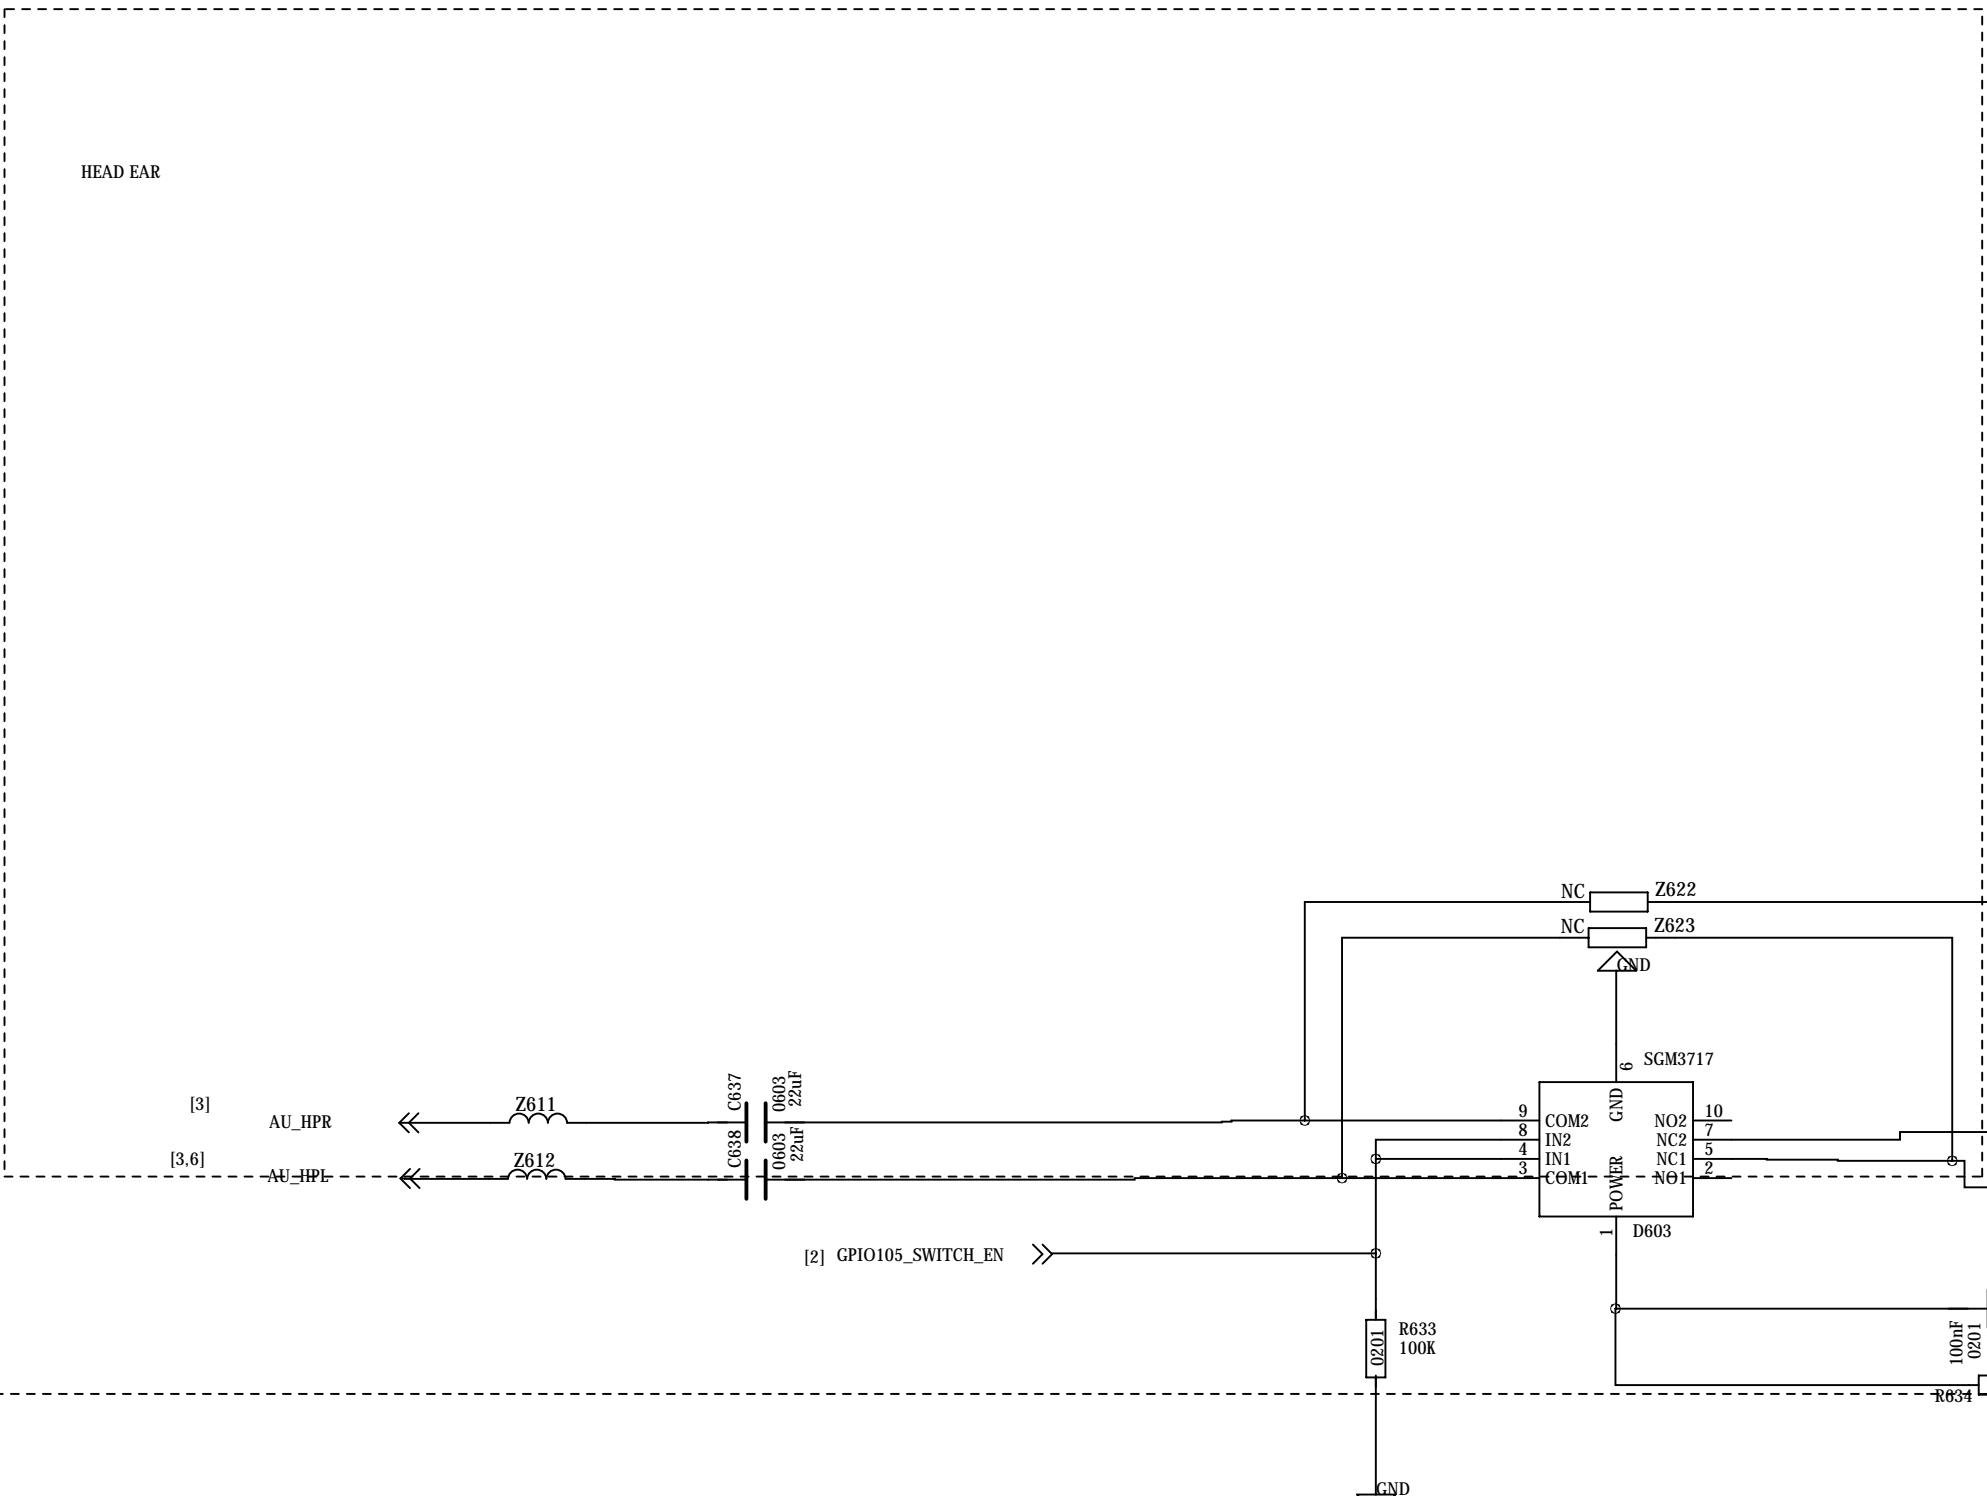 HEAD EAR
NC
Z622
NC
Z623
GND
SGM3717
6
[3]
AU_HPR
Z611
C637
0603
22uF
9
COM2
GND
NO2
10
8
IN2
NC2
7
[3,6]
AU_HPL
Z612
C638
0603
22uF
4
IN1
NC1
5
3
COM1
POWER
NO1
2
1
D603
[2]
GPIO105_SWITCH_EN
0201
R633
100K
100nF
0201
R634
GND